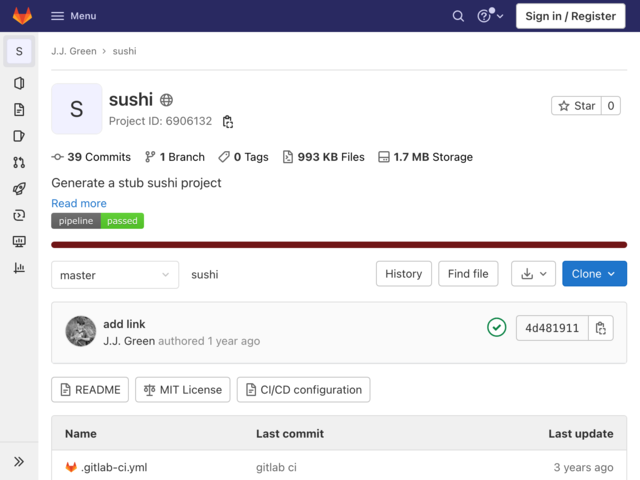 Menu
Sign in / Register
S
J.J. Green › sushi
S
sushi
Project ID: 6906132
Star 0
39 Commits 1 Branch 0 Tags 993 KB Files 1.7 MB Storage
Generate a stub sushi project
Read more
pipeline passed
master sushi History Find file Clone
add link
J.J. Green authored 1 year ago
4d481911
README MIT License CI/CD configuration
Name Last commit Last update
.gitlab-ci.yml gitlab ci 3 years ago